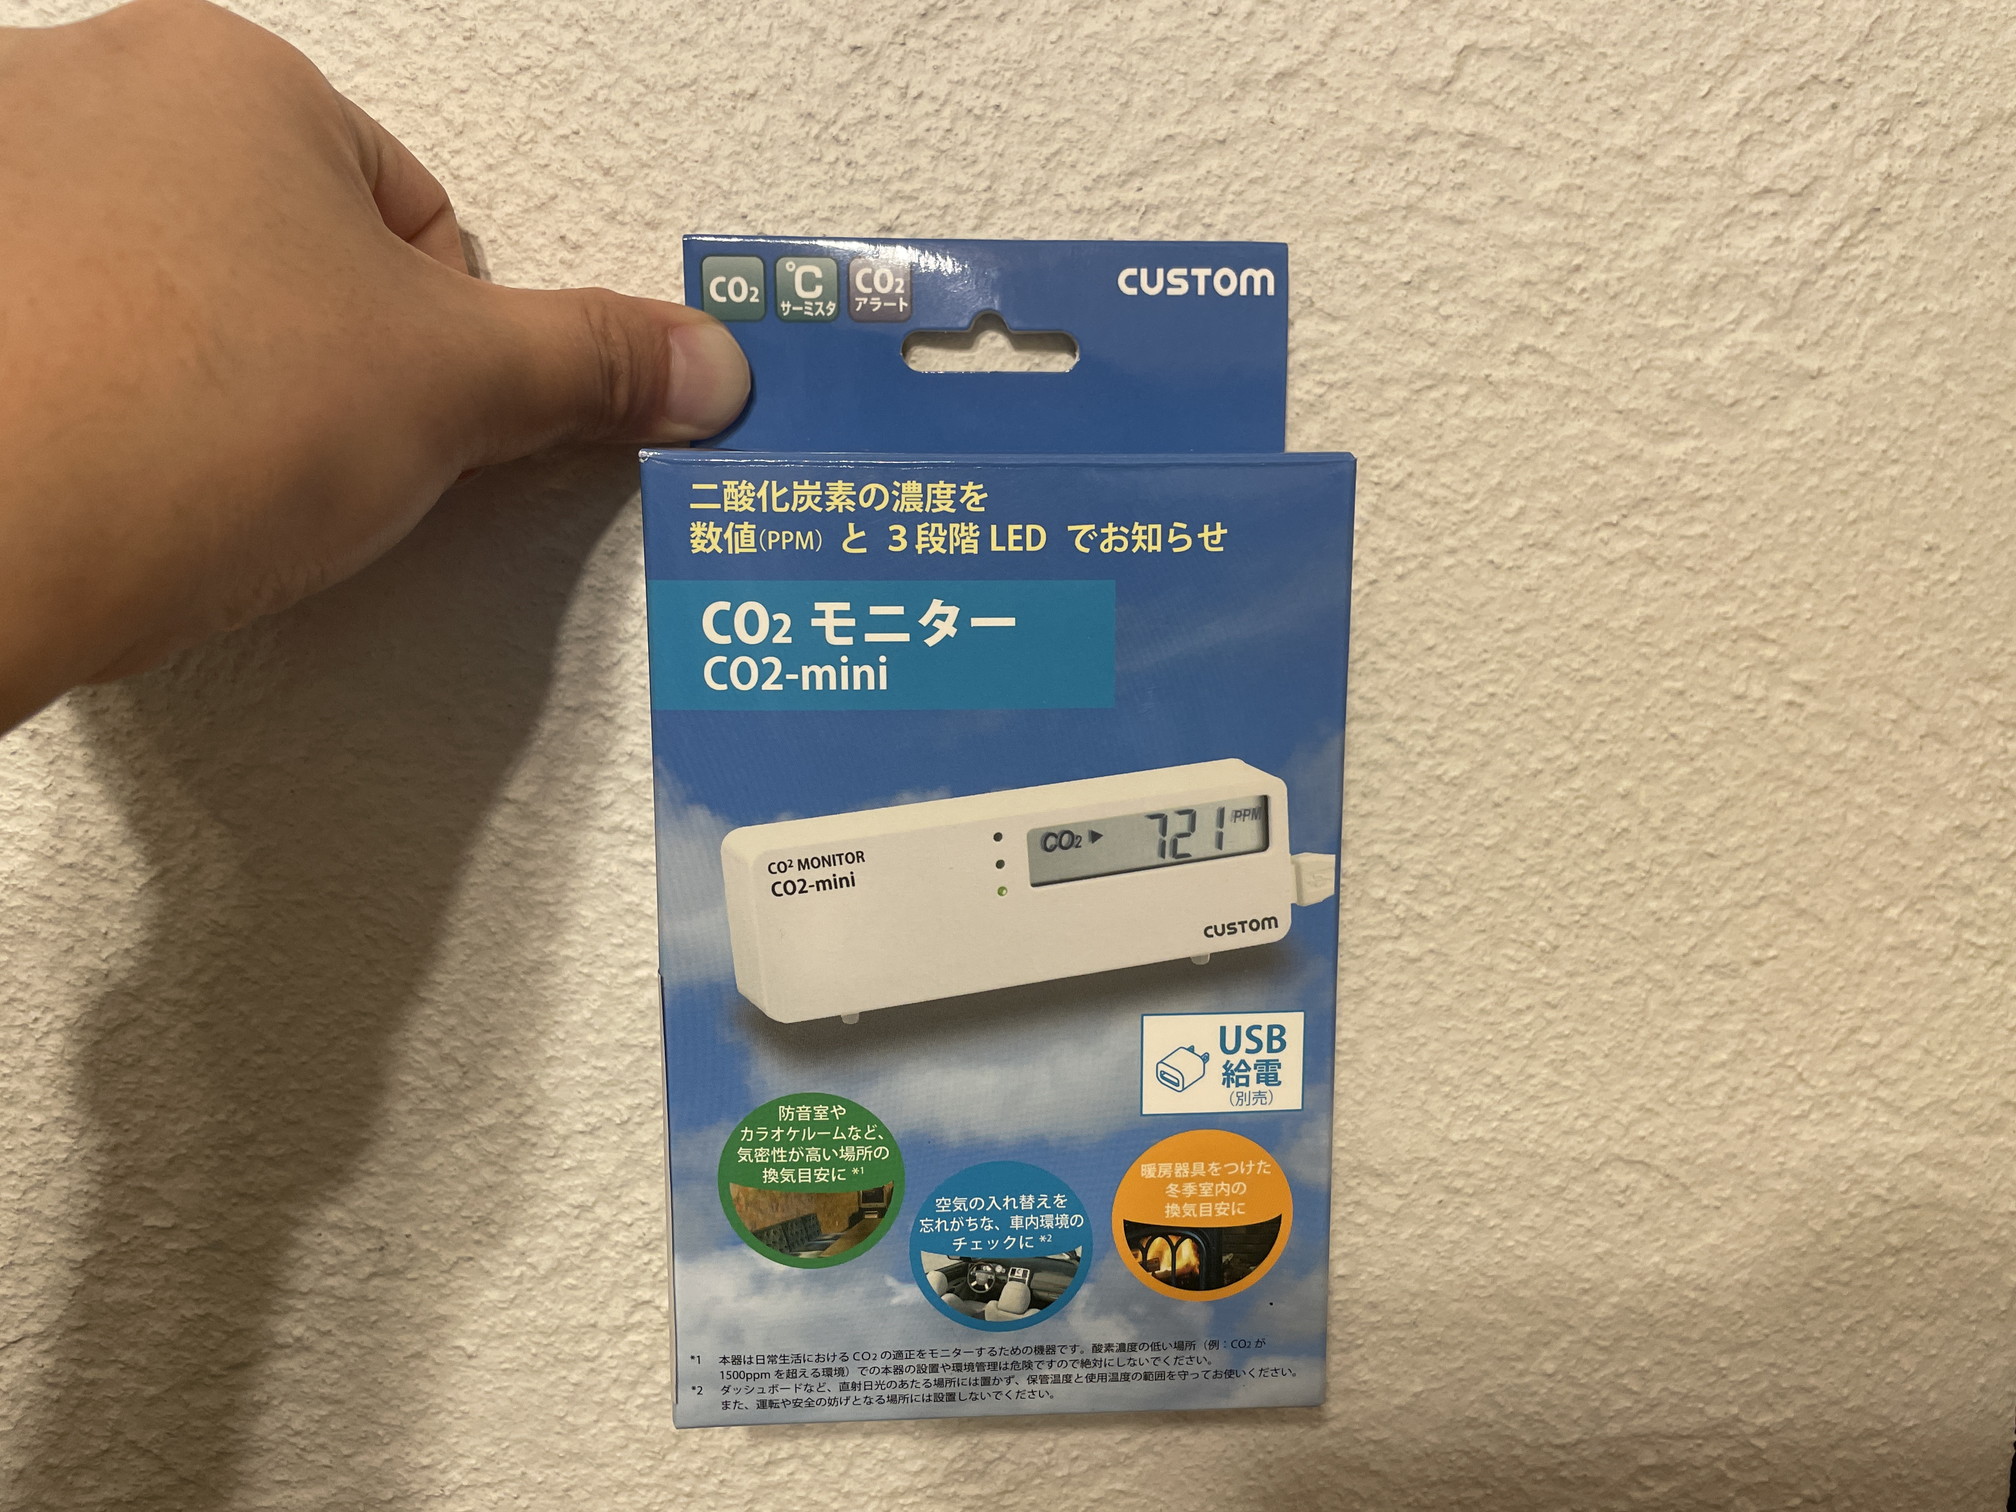 CO₂
℃
サーミスタ
CO₂
アラート
CUSTOM
二酸化炭素の濃度を
数値(PPM) と 3段階 LED でお知らせ
CO₂ モニター
CO2-mini
CO² MONITOR
CO2-mini
CO₂ ▶ 721 PPM
CUSTOM
USB
給電
(別売)
防音室や
カラオケルームなど、
気密性が高い場所の
換気目安に *1
空気の入れ替えを
忘れがちな、車内環境の
チェックに *2
暖房器具をつけた
冬季室内の
換気目安に
*1 本器は日常生活におけるCO₂の適正をモニターするための機器です。酸素濃度の低い場所(例:CO₂が
1500ppmを超える環境)での本器の設置や環境管理は危険ですので絶対にしないでください。
*2 ダッシュボードなど、直射日光のあたる場所には置かず、保管温度と使用温度の範囲を守ってお使いください。
また、運転や安全の妨げとなる場所には設置しないでください。